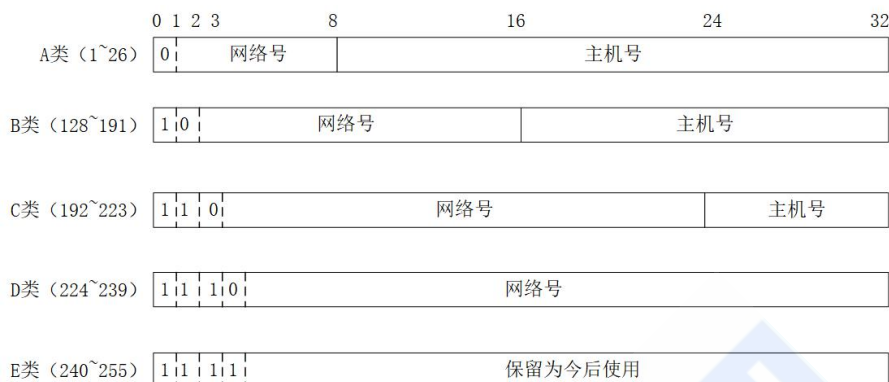 0 1 2 3 8 16 24 32
A类（1~26） 0 网络号 主机号
B类（128~191） 1 0 网络号 主机号
C类（192~223） 1 1 0 网络号 主机号
D类（224~239） 1 1 1 0 网络号
E类（240~255） 1 1 1 1 保留为今后使用